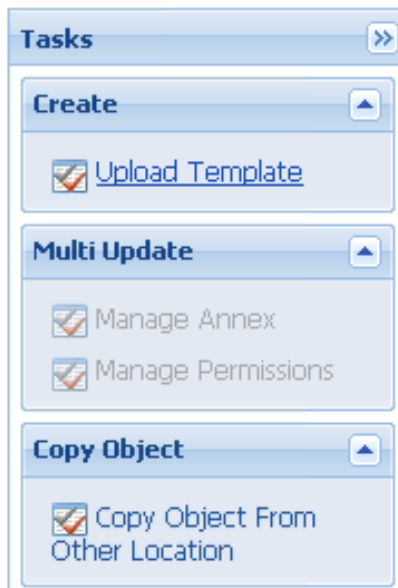 Tasks
Create
Upload Template
Multi Update
Manage Annex
Manage Permissions
Copy Object
Copy Object From
Other Location